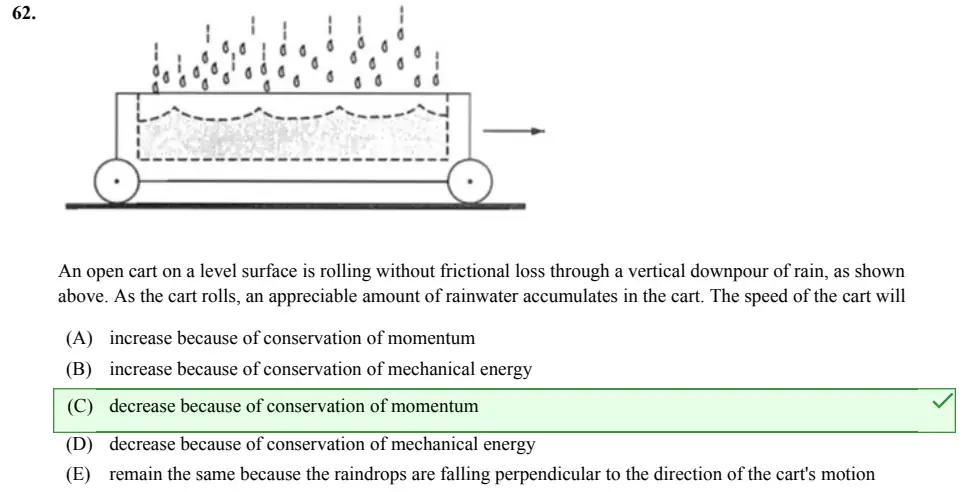 62.
An open cart on a level surface is rolling without frictional loss through a vertical downpour of rain, as shown
above. As the cart rolls, an appreciable amount of rainwater accumulates in the cart. The speed of the cart will
(A) increase because of conservation of momentum
(B) increase because of conservation of mechanical energy
(C) decrease because of conservation of momentum
(D) decrease because of conservation of mechanical energy
(E) remain the same because the raindrops are falling perpendicular to the direction of the cart's motion